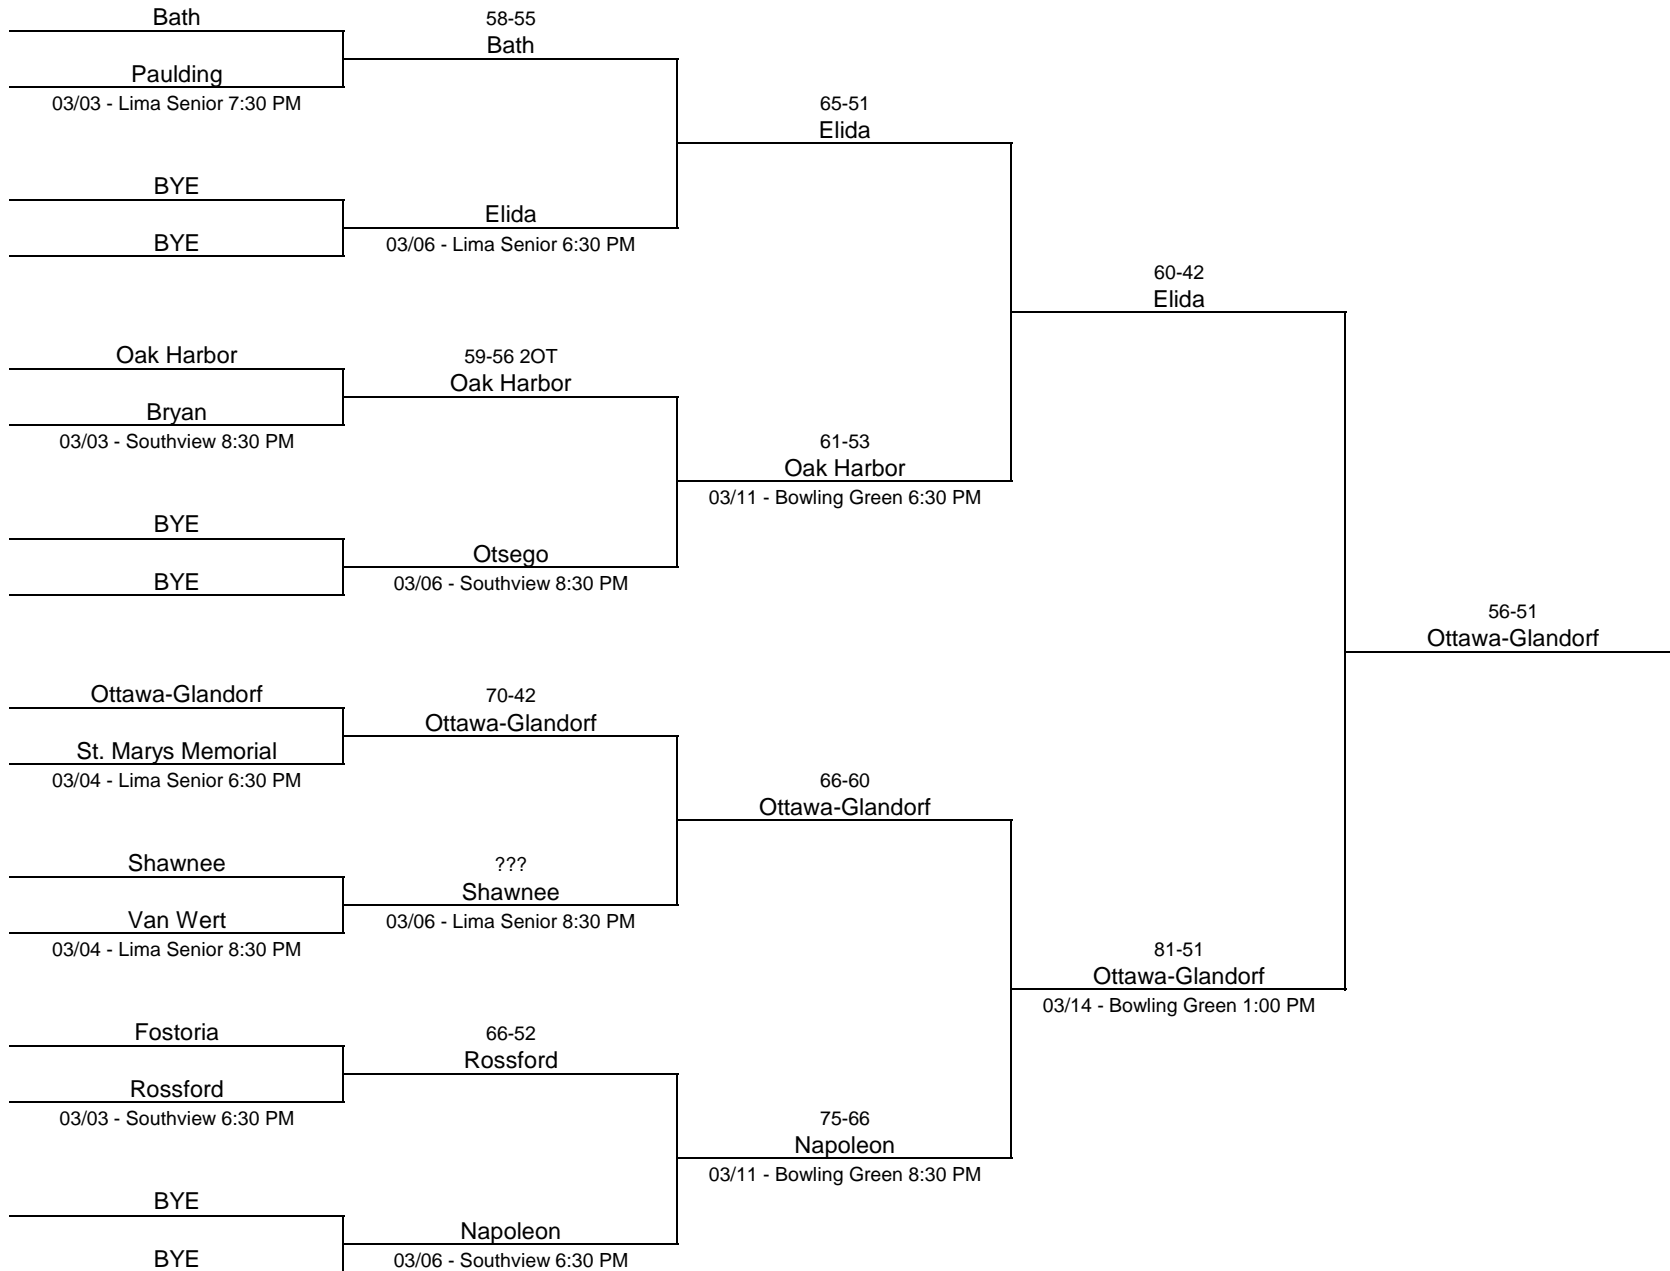 Bath
Paulding
03/03 - Lima Senior 7:30 PM
BYE
BYE
Oak Harbor
Bryan
03/03 - Southview 8:30 PM
BYE
BYE
Ottawa-Glandorf
St. Marys Memorial
03/04 - Lima Senior 6:30 PM
Shawnee
Van Wert
03/04 - Lima Senior 8:30 PM
Fostoria
Rossford
03/03 - Southview 6:30 PM
BYE
BYE
58-55
Bath
Elida
03/06 - Lima Senior 6:30 PM
59-56 2OT
Oak Harbor
Otsego
03/06 - Southview 8:30 PM
70-42
Ottawa-Glandorf
???
Shawnee
03/06 - Lima Senior 8:30 PM
66-52
Rossford
Napoleon
03/06 - Southview 6:30 PM
65-51
Elida
61-53
Oak Harbor
03/11 - Bowling Green 6:30 PM
66-60
Ottawa-Glandorf
75-66
Napoleon
03/11 - Bowling Green 8:30 PM
60-42
Elida
81-51
Ottawa-Glandorf
03/14 - Bowling Green 1:00 PM
56-51
Ottawa-Glandorf